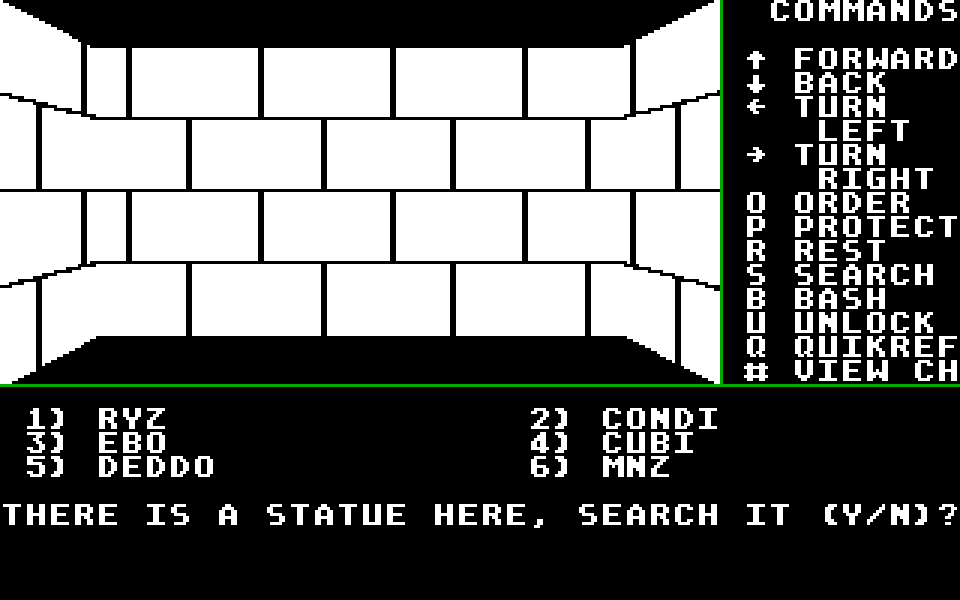 COMMANDS
↑ FORWARD
↓ BACK
← TURN
LEFT
→ TURN
RIGHT
O ORDER
P PROTECT
R REST
S SEARCH
B BASH
U UNLOCK
Q QUIKREF
# VIEW CH
1) RYZ 2) CONDI
3) EBO 4) CUBI
5) DEDDO 6) MNZ
THERE IS A STATUE HERE, SEARCH IT (Y/N)?